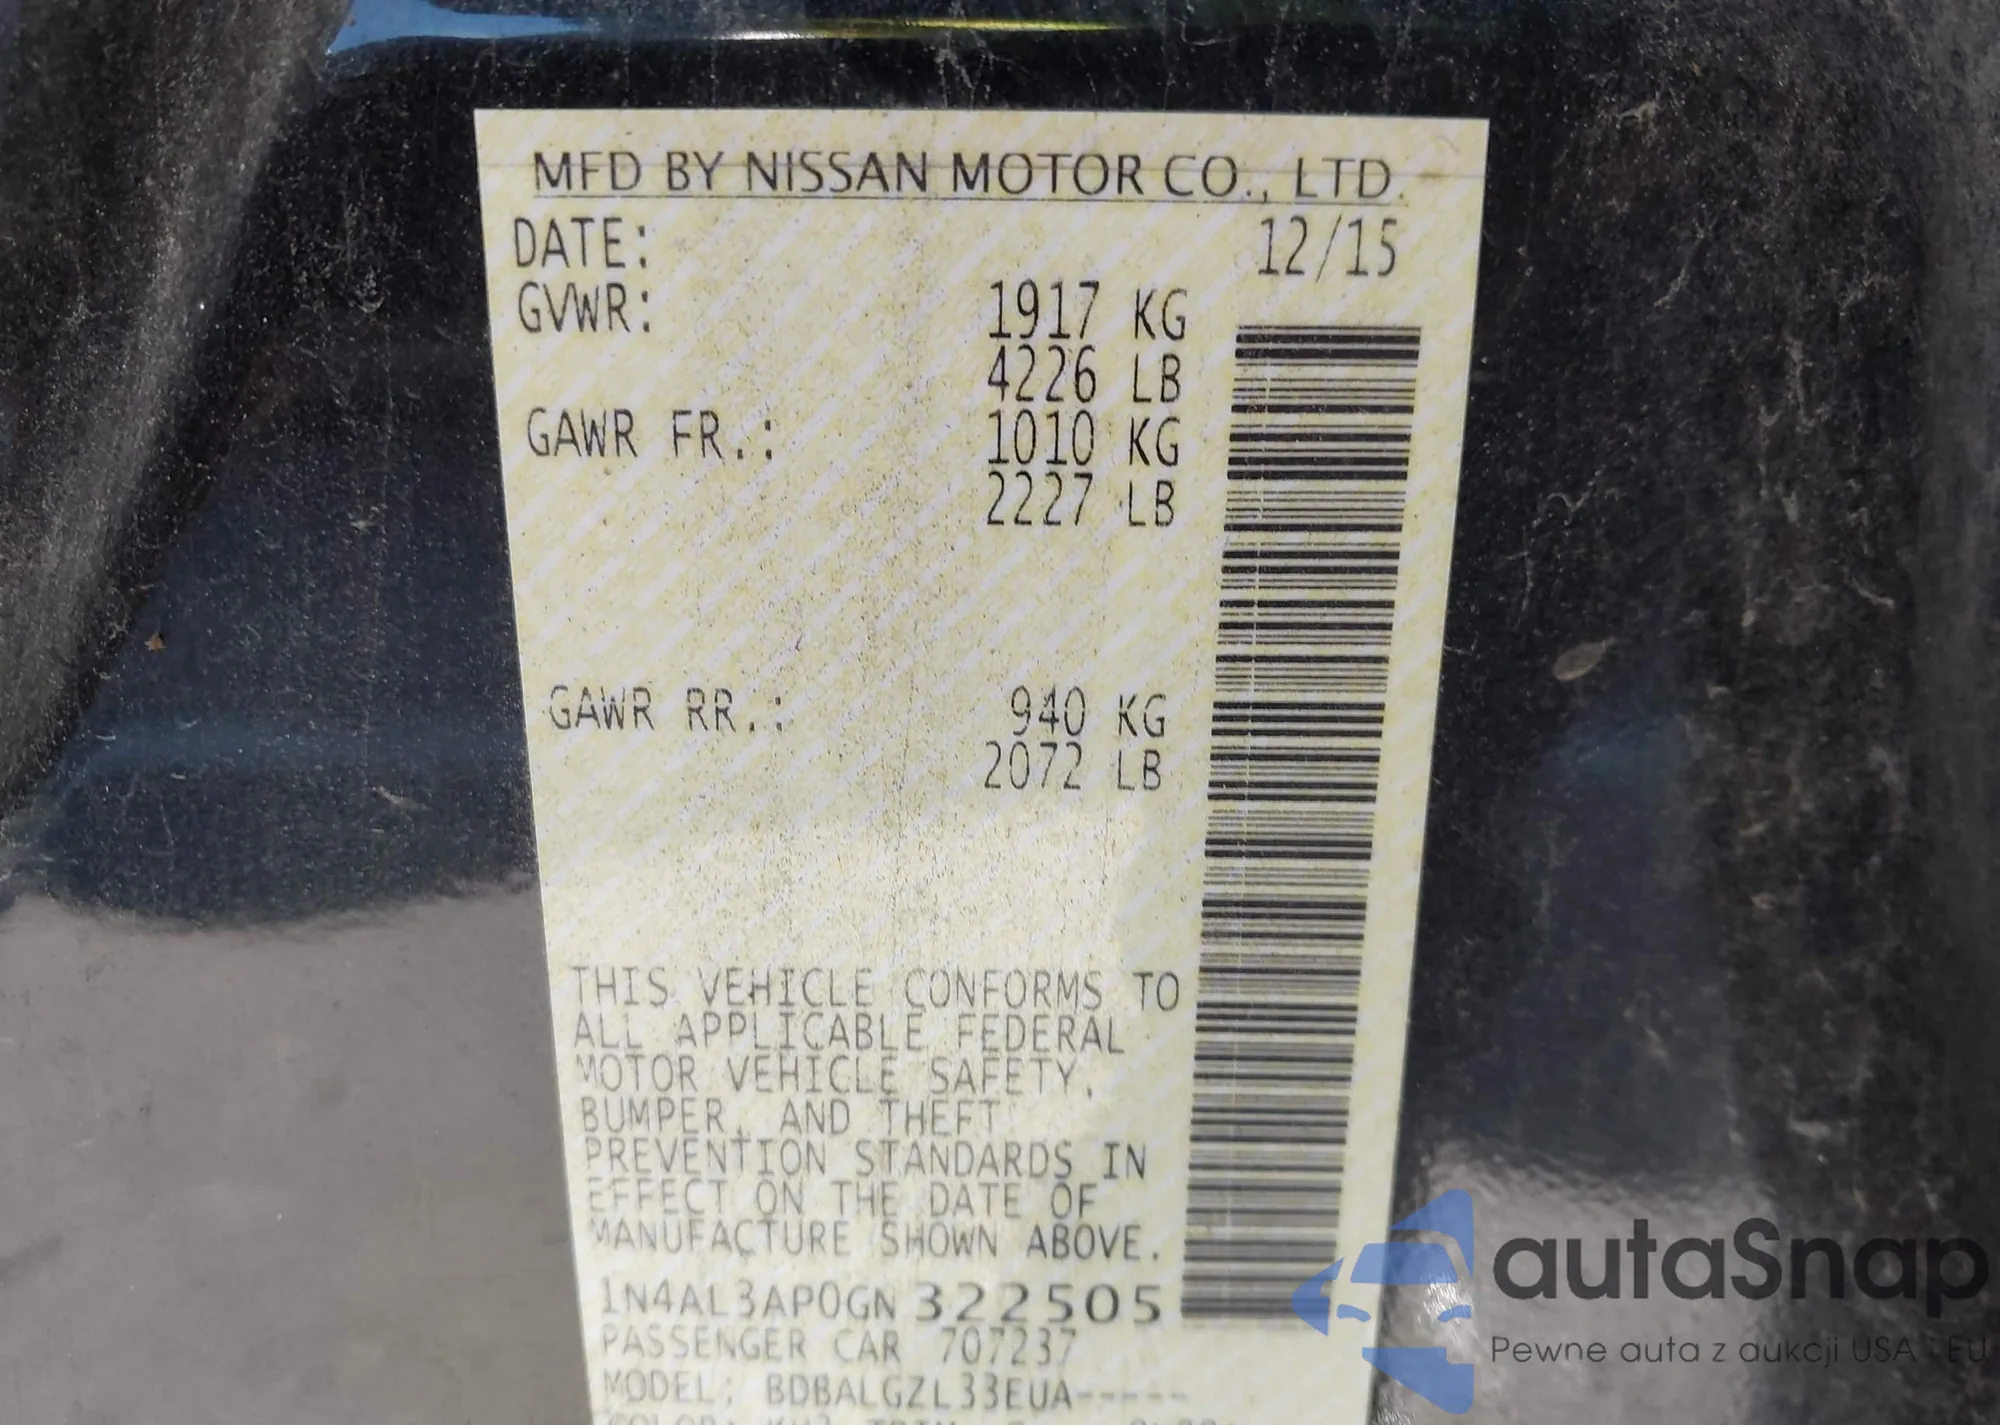 MFD BY NISSAN MOTOR CO., LTD.
DATE: 12/15
GVWR: 1917 KG
4226 LB
GAWR FR.: 1010 KG
2227 LB
GAWR RR.: 940 KG
2072 LB
THIS VEHICLE CONFORMS TO
ALL APPLICABLE FEDERAL
MOTOR VEHICLE SAFETY,
BUMPER, AND THEFT
PREVENTION STANDARDS IN
EFFECT ON THE DATE OF
MANUFACTURE SHOWN ABOVE.
1N4AL3AP0GN322505
PASSENGER CAR 707237
MODEL: BDBALGZL33EUA-----
autaSnap
Pewne auta z aukcji USA i EU